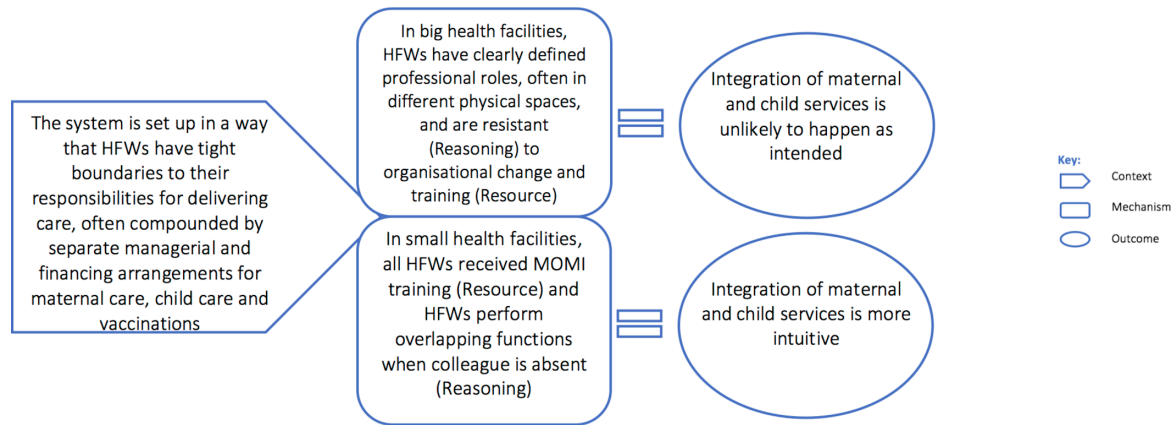 The system is set up in a way
that HFWs have tight
boundaries to their
responsibilities for delivering
care, often compounded by
separate managerial and
financing arrangements for
maternal care, child care and
vaccinations
In big health facilities,
HFWs have clearly defined
professional roles, often in
different physical spaces,
and are resistant
(Reasoning) to
organisational change and
training (Resource)
Integration of maternal
and child services is
unlikely to happen as
intended
In small health facilities,
all HFWs received MOMI
training (Resource) and
HFWs perform
overlapping functions
when colleague is absent
(Reasoning)
Integration of maternal
and child services is more
intuitive
Key:
Context
Mechanism
Outcome